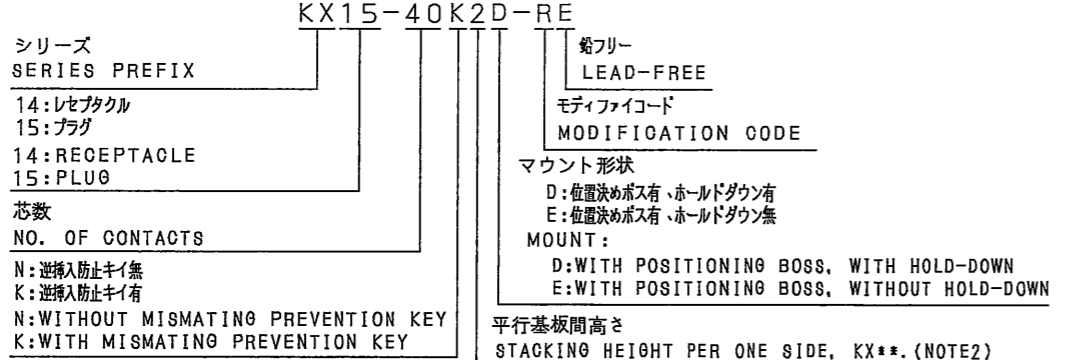 KX15-40K2D-RE
シリーズ
SERIES PREFIX
14:レセプタクル
15:プラグ
14:RECEPTACLE
15:PLUG
芯数
NO. OF CONTACTS
N:逆挿入防止キイ無
K:逆挿入防止キイ有
N:WITHOUT MISMATING PREVENTION KEY
K:WITH MISMATING PREVENTION KEY
鉛フリー
LEAD-FREE
モディファイコード
MODIFICATION CODE
マウント形状
D:位置決めボス有、ホールドダウン有
E:位置決めボス有、ホールドダウン無
MOUNT:
D:WITH POSITIONING BOSS, WITH HOLD-DOWN
E:WITH POSITIONING BOSS, WITHOUT HOLD-DOWN
平行基板間高さ
STACKING HEIGHT PER ONE SIDE, KX**.(NOTE2)